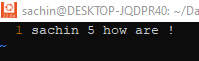 sachin@DESKTOP-JQDPR40: ~/Da
1 sachin 5 how are !
~